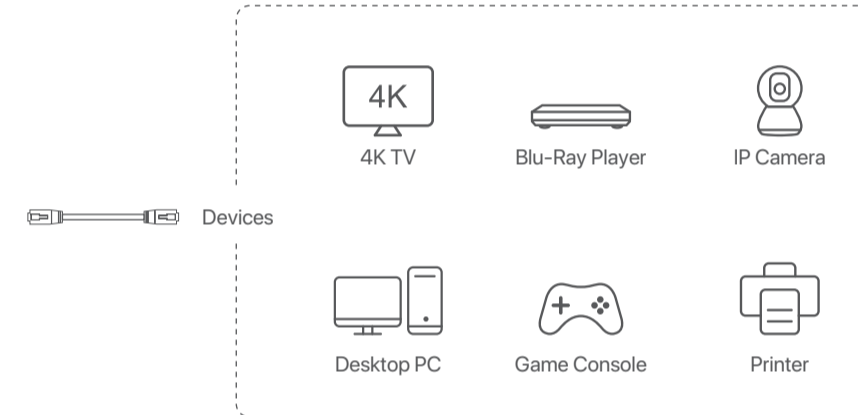 4K
4K TV
Blu-Ray Player
IP Camera
Devices
Desktop PC
Game Console
Printer